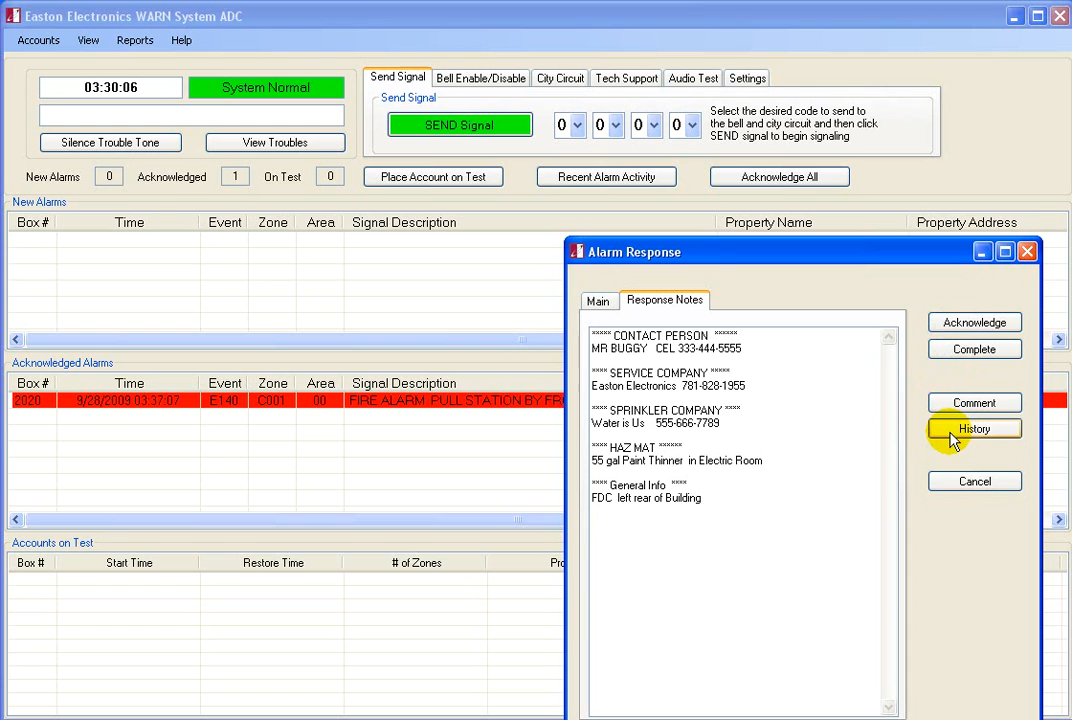 Easton Electronics WARN System ADC
Accounts View Reports Help
03:30:06 System Normal
Silence Trouble Tone View Troubles
New Alarms 0 Acknowledged 1 On Test 0
Send Signal Bell Enable/Disable City Circuit Tech Support Audio Test Settings
Send Signal
SEND Signal 0 0 0 0
Select the desired code to send to
the bell and city circuit and then click
SEND signal to begin signaling
Place Account on Test Recent Alarm Activity Acknowledge All
New Alarms
Box # Time Event Zone Area Signal Description Property Name Property Address
Acknowledged Alarms
Box # Time Event Zone Area Signal Description
2020 9/28/2009 03:37:07 E140 C001 00 FIRE ALARM: PULL STATION BY
Accounts on Test
Box # Start Time Restore Time # of Zones
Alarm Response
Main Response Notes
***** CONTACT PERSON ******
MR BUGGY CEL 333-444-5555
**** SERVICE COMPANY *****
Easton Electronics 781-828-1955
**** SPRINKLER COMPANY ****
Water is Us 555-666-7789
**** HAZ MAT ******
55 gal Paint Thinner in Electric Room
**** General Info ****
FDC left rear of Building
Acknowledge
Complete
Comment
History
Cancel